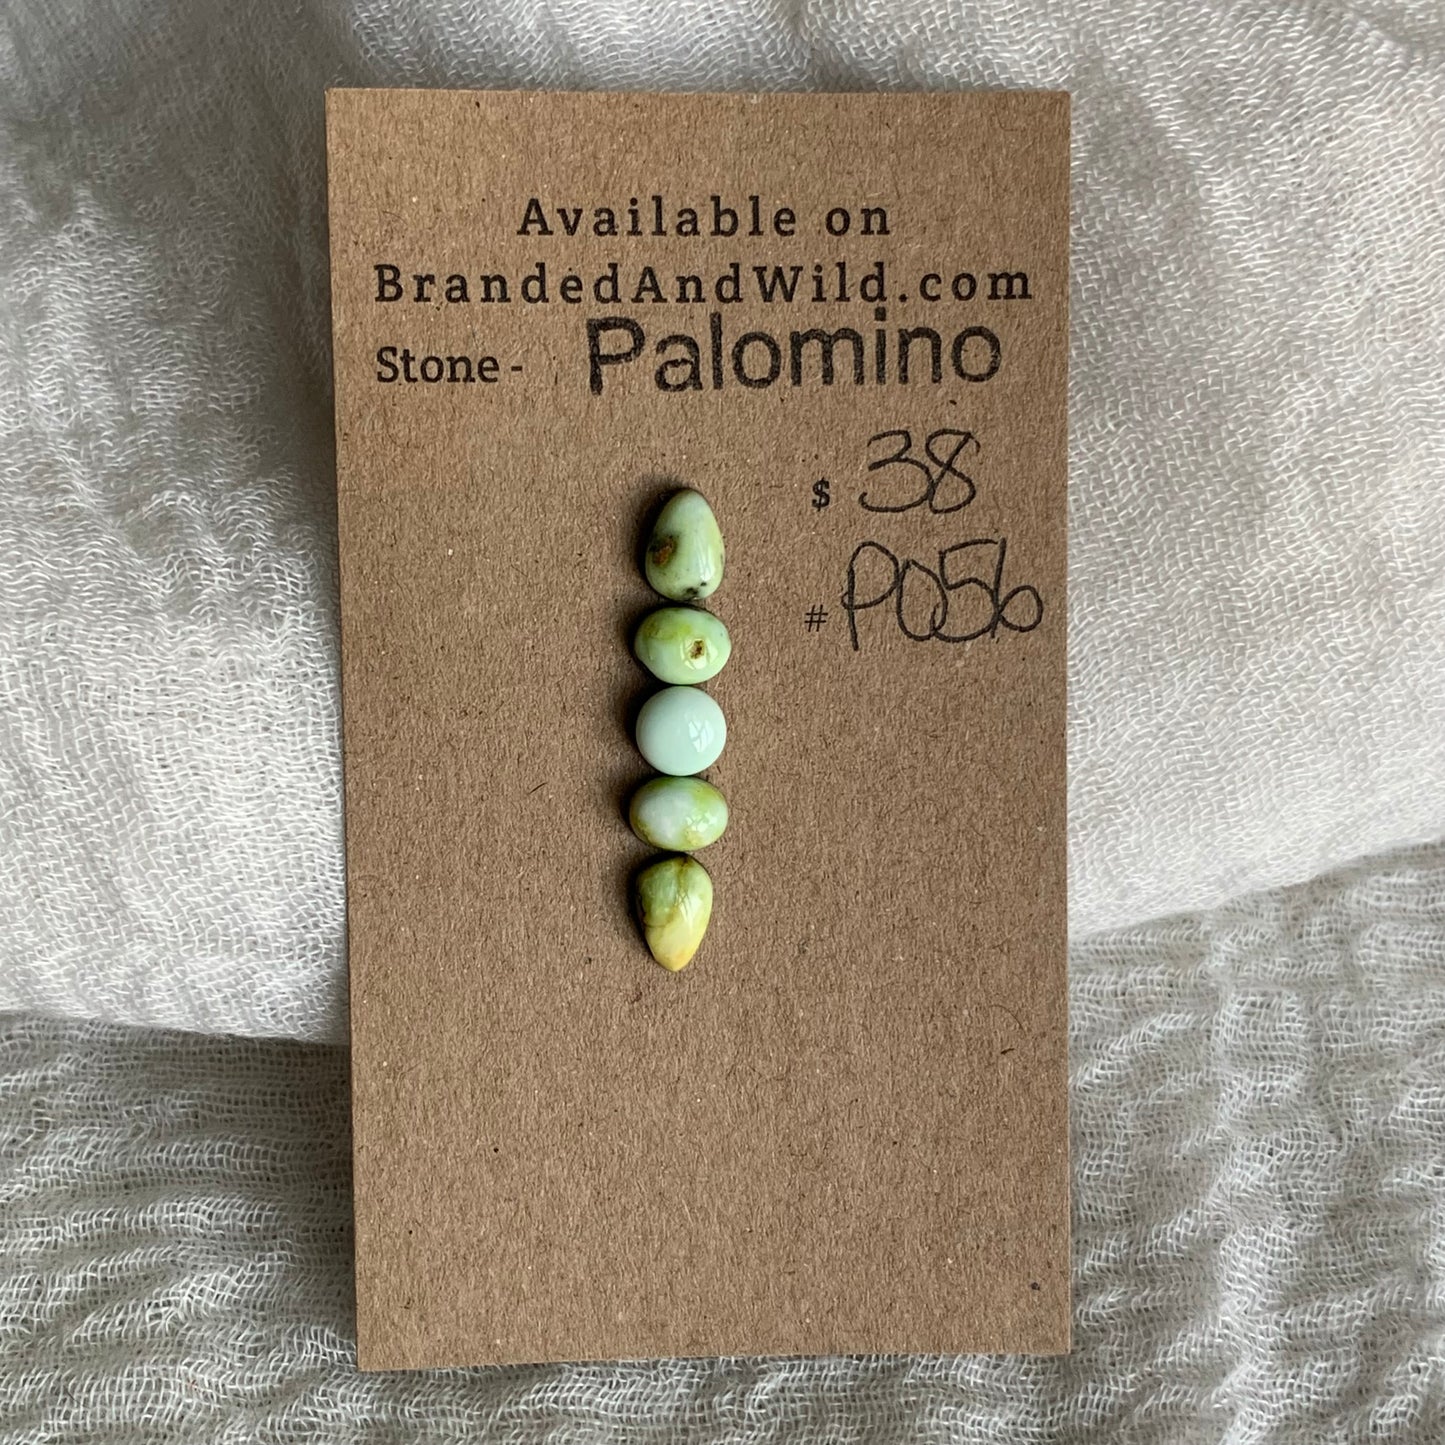 Available on
BrandedAndWild.com
Stone - Palomino
$ 38
# P056